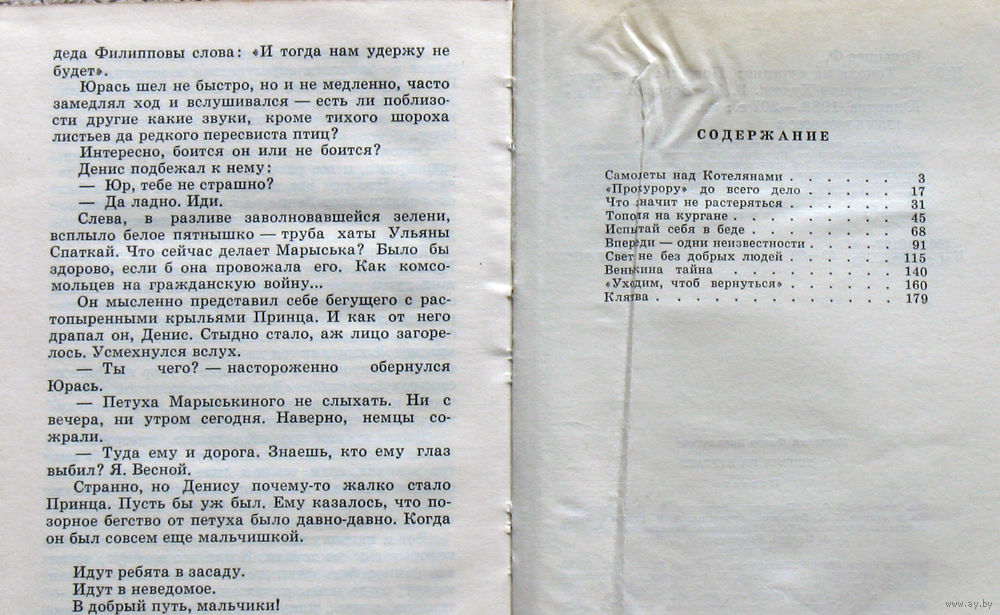 деда Филипповы слова: «И тогда нам удержу не
будет».
Юрась шел не быстро, но и не медленно, часто
замедлял ход и вслушивался — есть ли поблизо-
сти другие какие звуки, кроме тихого шороха
листьев да редкого пересвиста птиц?
Интересно, боится он или не боится?
Денис подбежал к нему:
— Юр, тебе не страшно?
— Да ладно. Иди.
Слева, в разливе заволновавшейся зелени,
всплыло белое пятнышко — труба хаты Ульяны
Спаткай. Что сейчас делает Марыська? Было бы
здорово, если б она провожала его. Как комсо-
мольцев на гражданскую войну...
Он мысленно представил себе бегущего с рас-
топыренными крыльями Принца. И как от него
драпал он, Денис. Стыдно стало, аж лицо загоре-
лось. Усмехнулся вслух.
— Ты чего? — настороженно обернулся
Юрась.
— Петуха Марыськиного не слыхать. Ни с
вечера, ни утром сегодня. Наверно, немцы со-
жрали.
— Туда ему и дорога. Знаешь, кто ему глаз
выбил? Я. Весной.
Странно, но Денису почему-то жалко стало
Принца. Пусть бы уж был. Ему казалось, что по-
зорное бегство от петуха было давно-давно. Когда
он был совсем еще мальчишкой.
Идут ребята в засаду.
Идут в неведомое.
В добрый путь, мальчики!
СОДЕРЖАНИЕ
Самолеты над Котелянами . . . . . . 3
«Прокурору» до всего дело . . . . . 17
Что значит не растеряться . . . . . . 31
Тополя на кургане . . . . . . . . . 45
Испытай себя в беде . . . . . . . . 68
Впереди — одни неизвестности . . . . . 91
Свет не без добрых людей . . . . . . 115
Венькина тайна . . . . . . . . . 140
«Уходим, чтоб вернуться» . . . . . . 160
Клятва . . . . . . . . . . . . 179
www.ay.by